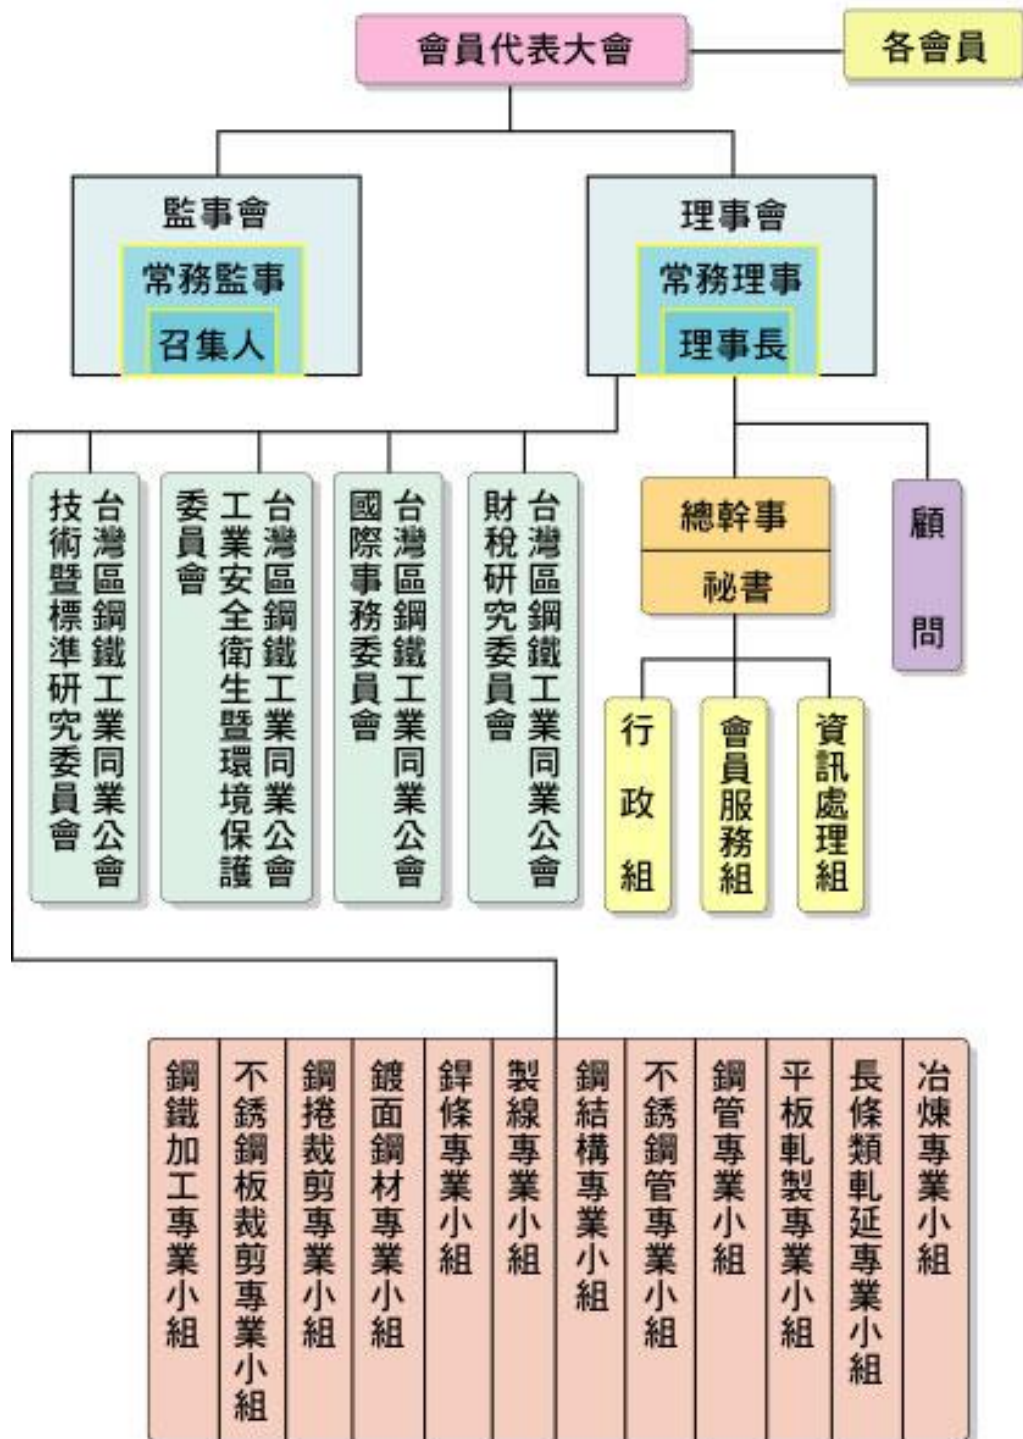 會員代表大會
各會員
監事會
常務監事
召集人
理事會
常務理事
理事長
台灣區鋼鐵工業同業公會
技術暨標準研究委員會
台灣區鋼鐵工業同業公會
工業安全衛生暨環境保護
委員會
台灣區鋼鐵工業同業公會
國際事務委員會
台灣區鋼鐵工業同業公會
財稅研究委員會
總幹事
祕書
顧問
行政組
會員服務組
資訊處理組
鋼鐵加工專業小組
不銹鋼板裁剪專業小組
鋼捲裁剪專業小組
鍍面鋼材專業小組
銲條專業小組
製線專業小組
鋼結構專業小組
不銹鋼管專業小組
鋼管專業小組
平板軋製專業小組
長條類軋延專業小組
冶煉專業小組